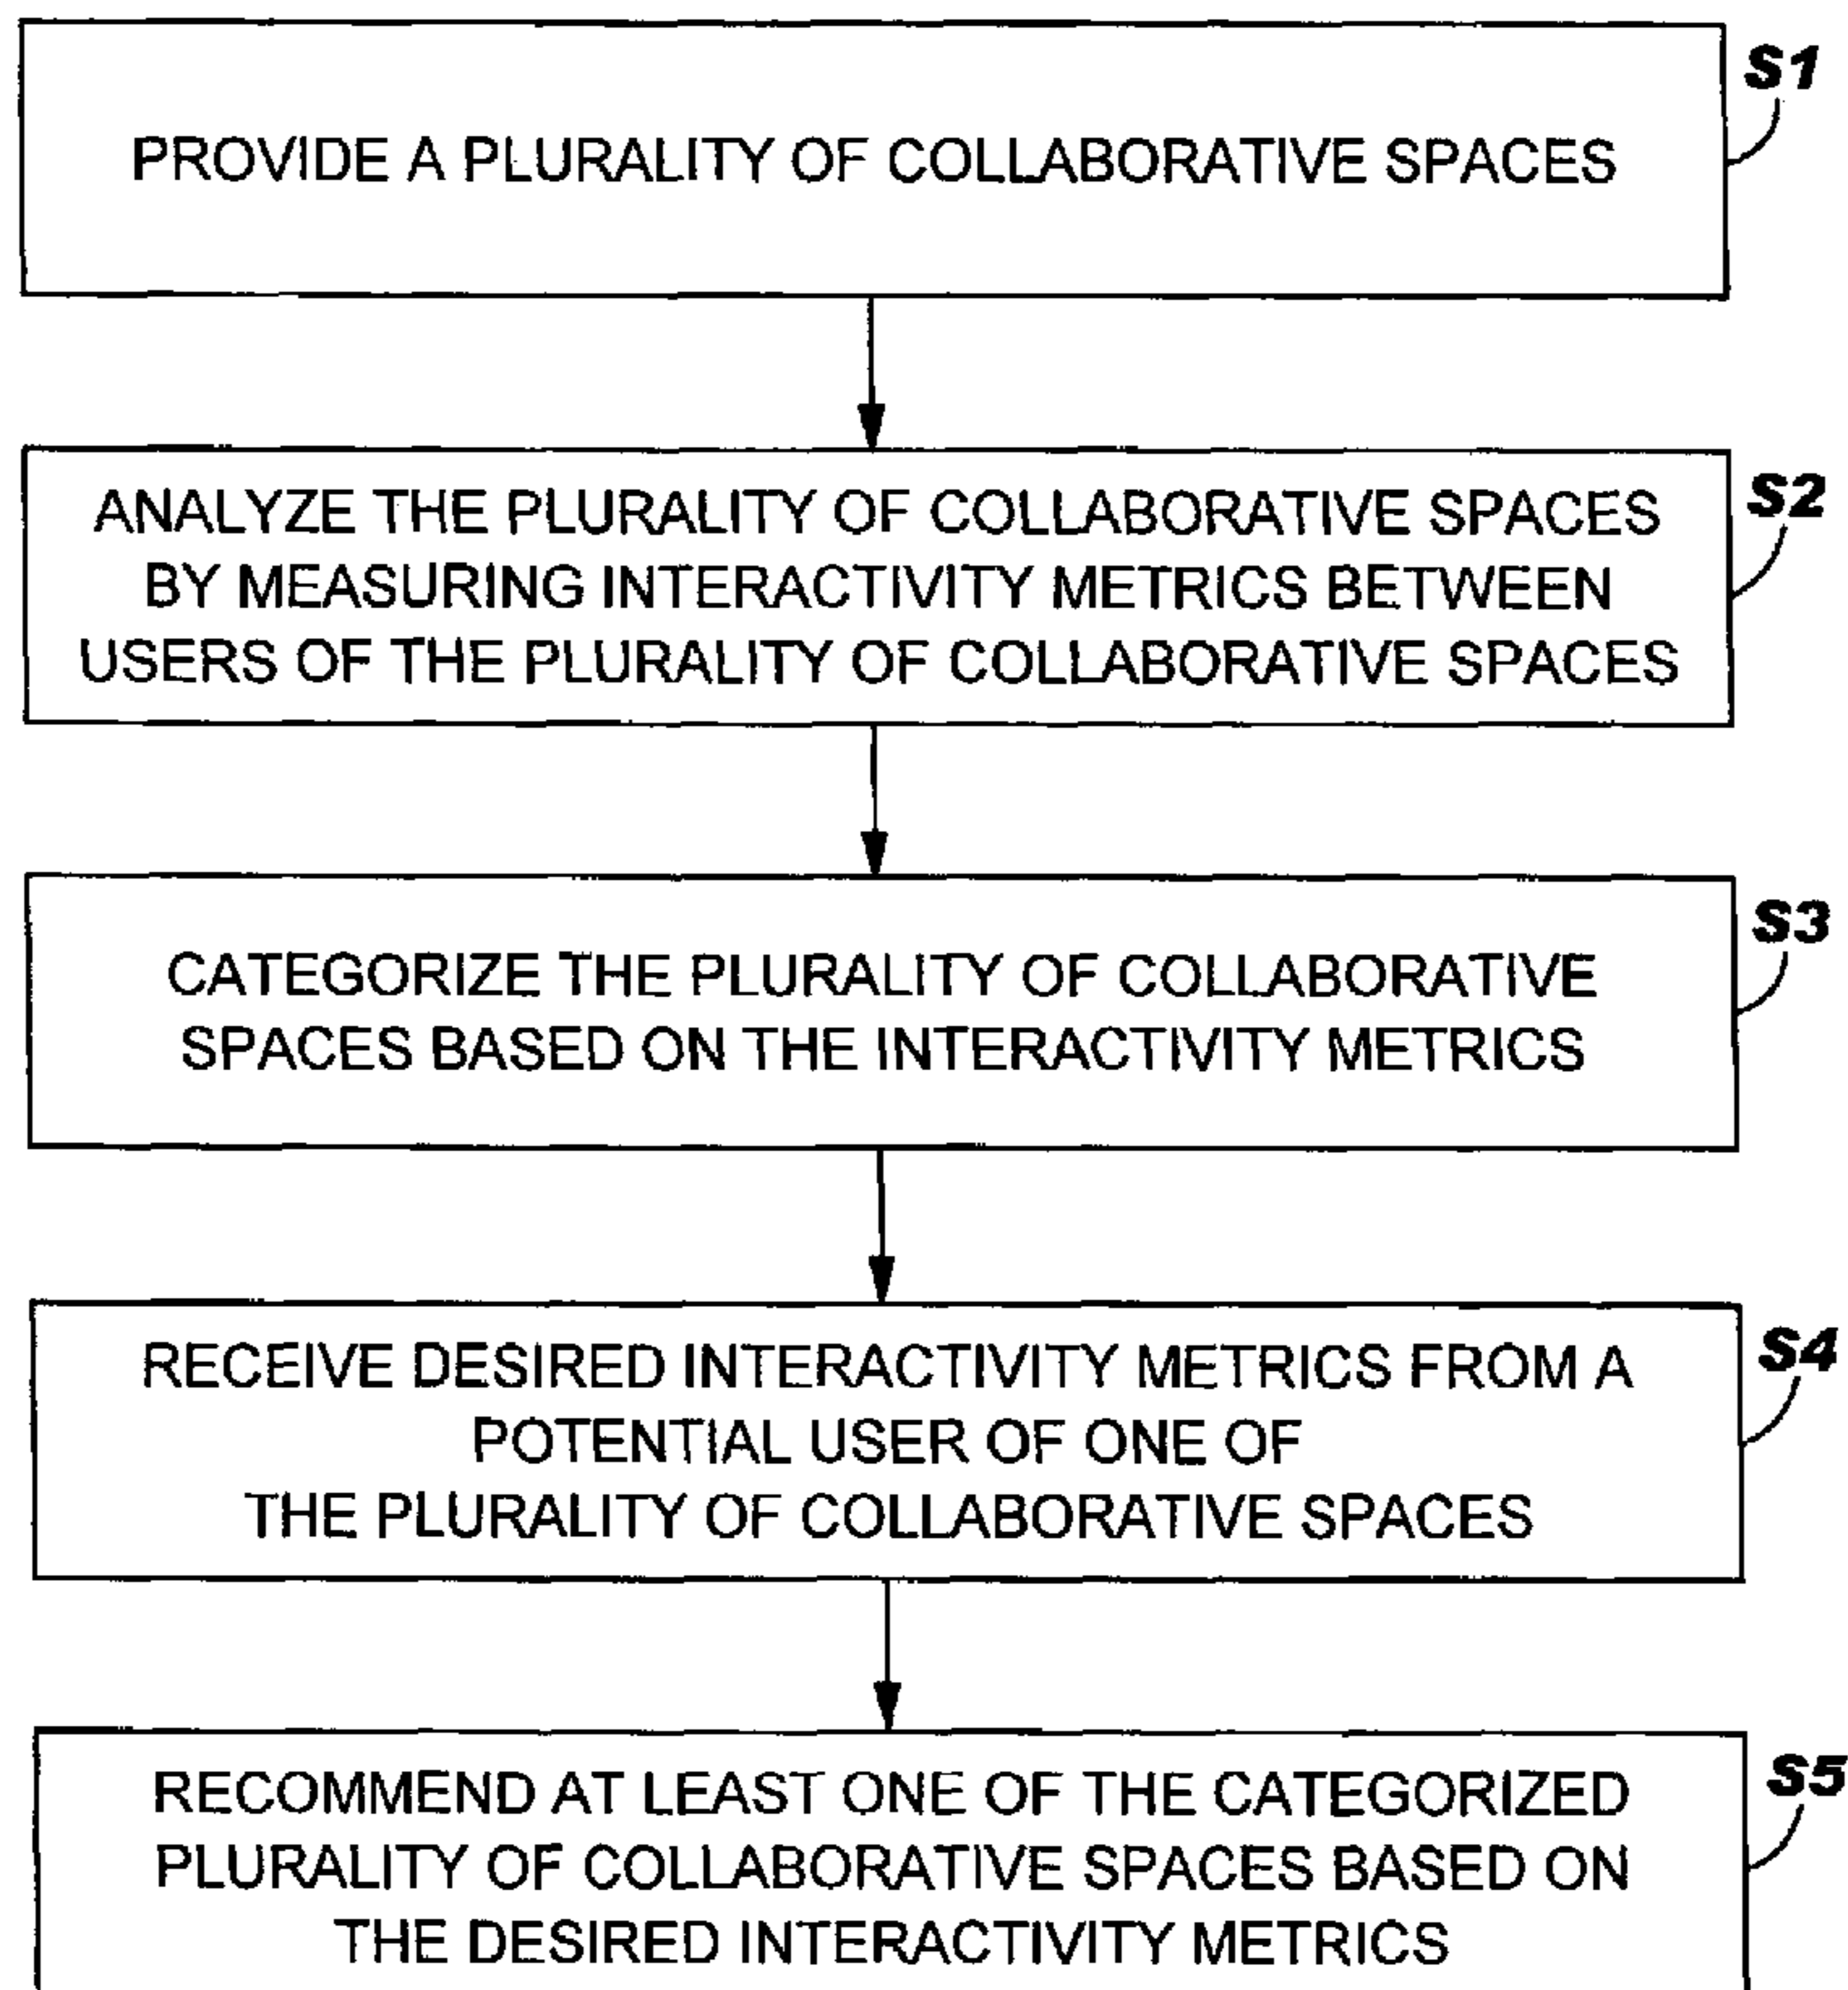 S1
PROVIDE A PLURALITY OF COLLABORATIVE SPACES
S2
ANALYZE THE PLURALITY OF COLLABORATIVE SPACES
BY MEASURING INTERACTIVITY METRICS BETWEEN
USERS OF THE PLURALITY OF COLLABORATIVE SPACES
S3
CATEGORIZE THE PLURALITY OF COLLABORATIVE
SPACES BASED ON THE INTERACTIVITY METRICS
S4
RECEIVE DESIRED INTERACTIVITY METRICS FROM A
POTENTIAL USER OF ONE OF
THE PLURALITY OF COLLABORATIVE SPACES
S5
RECOMMEND AT LEAST ONE OF THE CATEGORIZED
PLURALITY OF COLLABORATIVE SPACES BASED ON
THE DESIRED INTERACTIVITY METRICS